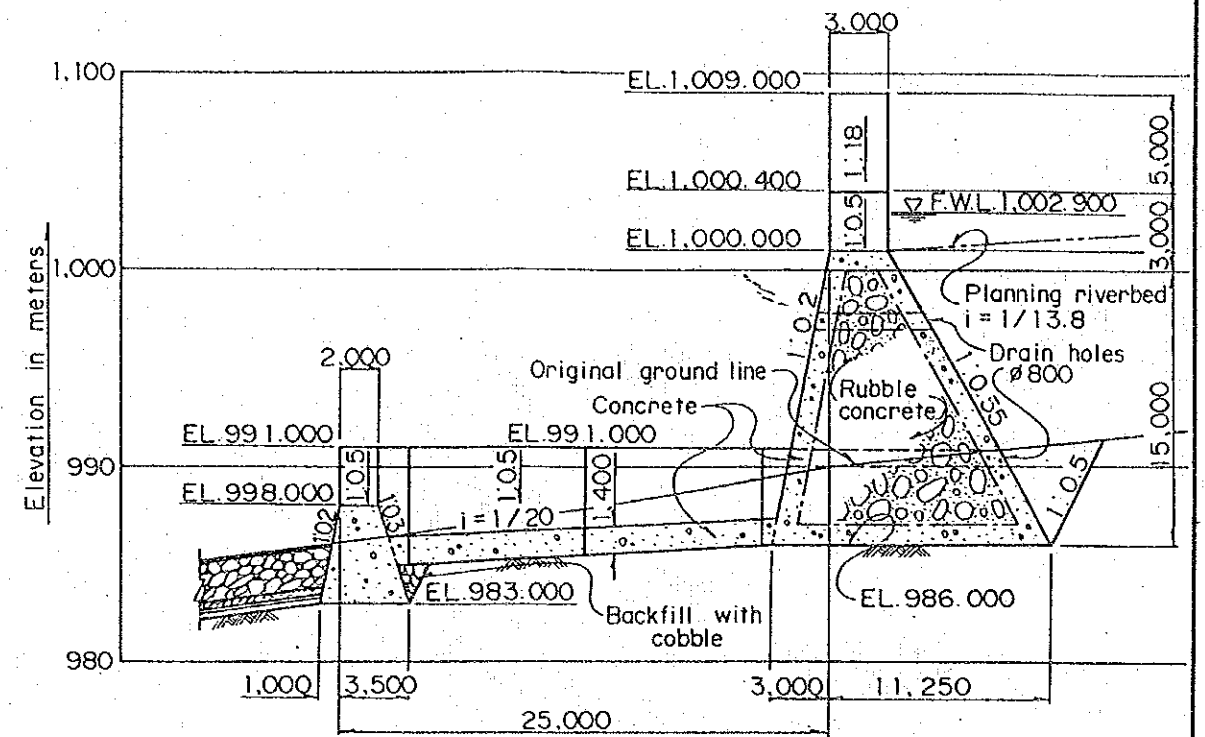 3.000
1,100
EL.1,009.000
1:1.18
5,000
EL.1,000.400
F.W.L.1,002.900
1:0.5
EL.1,000.000
3,000
1.000
1:0.2
Planning riverbed
i = 1/13.8
Drain holes
ø 800
2,000
Original ground line
1:0.55
Rubble
concrete
Concrete
15,000
EL.991.000
EL.991.000
990
1:0.5
1:0.5
1.400
EL.998.000
1:0.2
1:0.3
i = 1/20
1:0.5
EL.983.000
EL.986.000
Backfill with
cobble
980
1,000
3,500
3,000
11,250
25,000
Elevation in meters